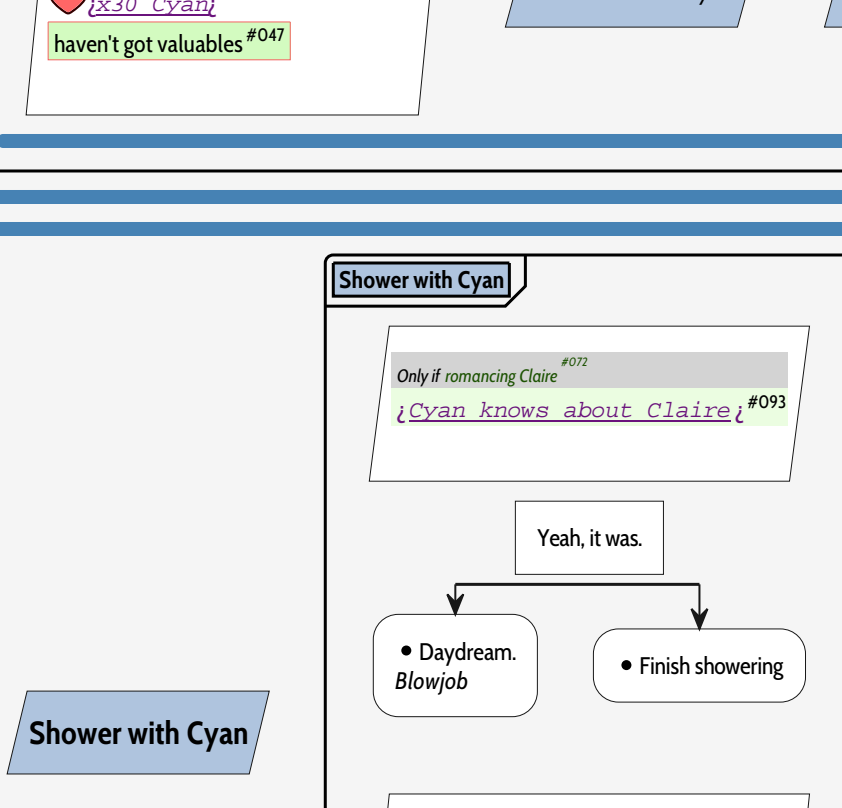 ¿x30 Cyan¿
haven't got valuables #047
Shower with Cyan
Only if romancing Claire #072
¿Cyan knows about Claire¿ #093
Yeah, it was.
• Daydream.
Blowjob
• Finish showering
Shower with Cyan